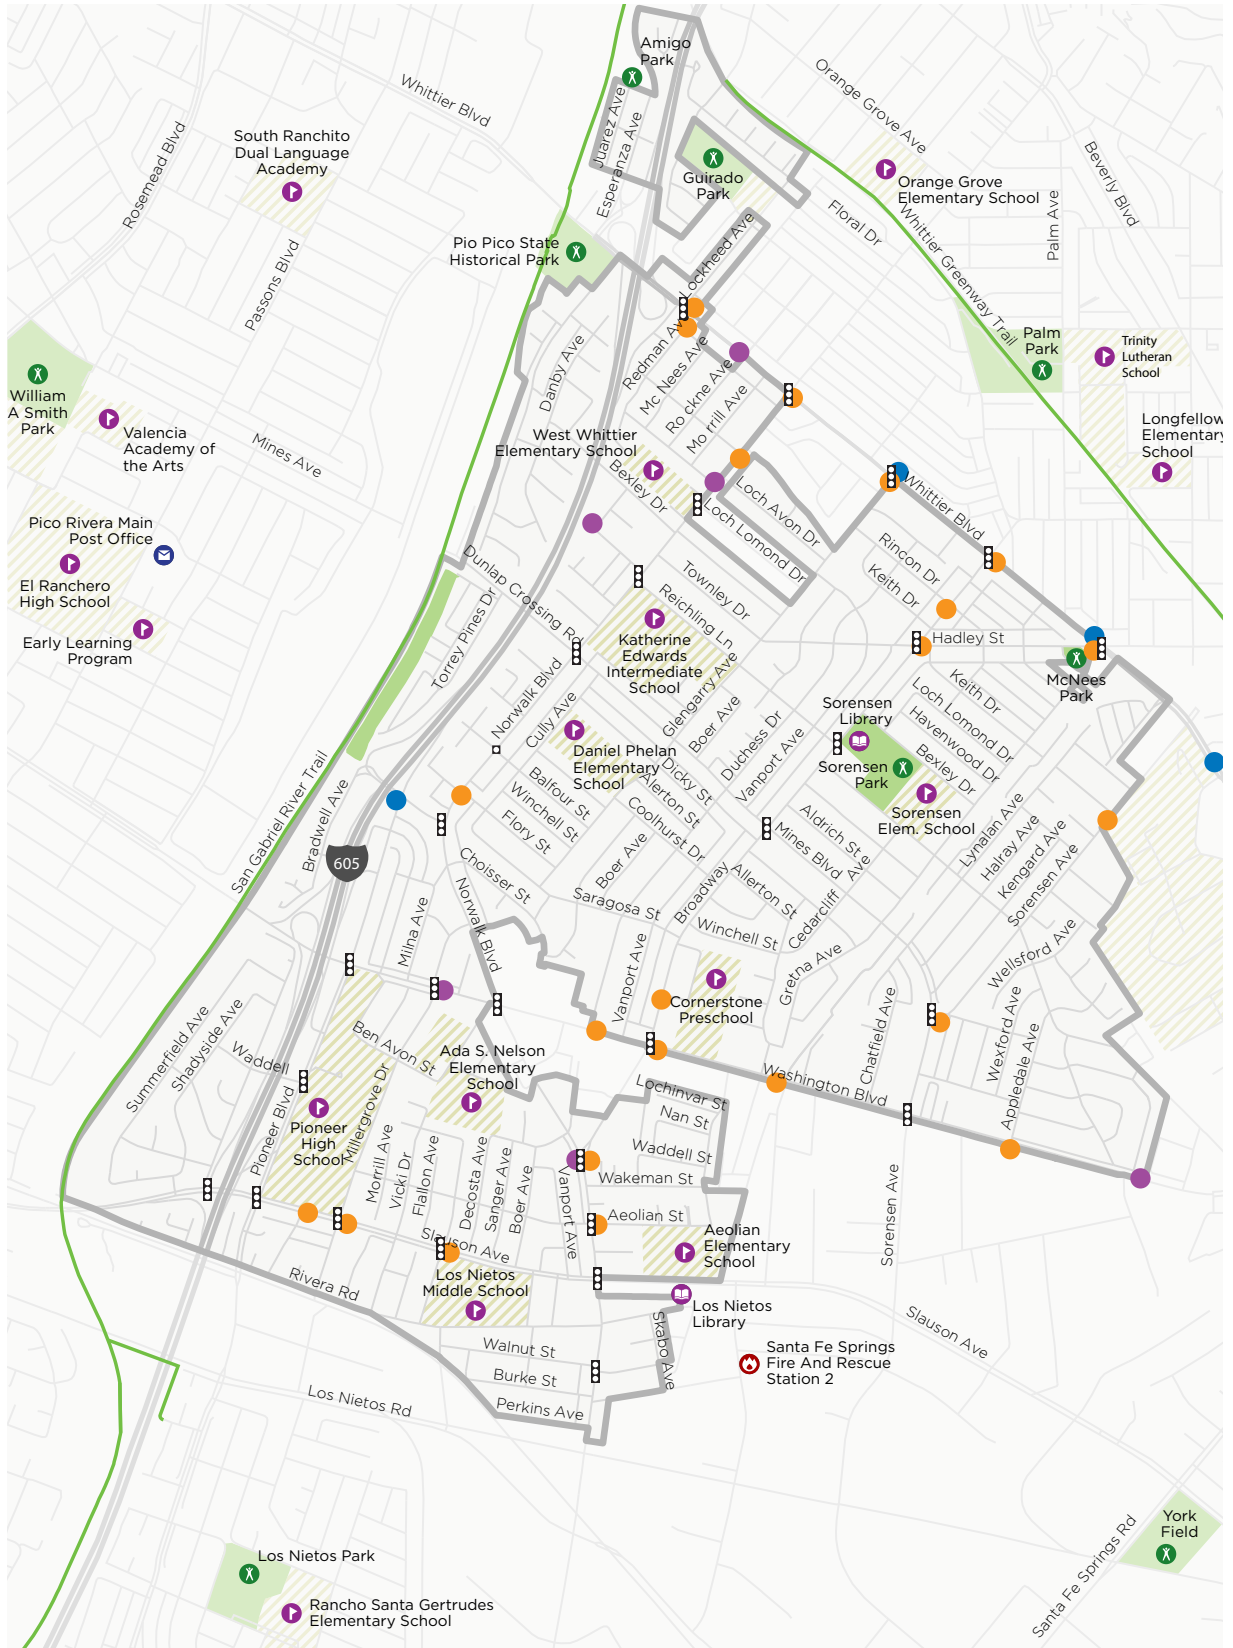 Amigo
Park
Whittier Blvd
Orange Grove Ave
Juarez Ave
Esperanza Ave
Rosemead Blvd
South Ranchito
Dual Language
Academy
Beverly Blvd
Guirado
Park
Orange Grove
Elementary School
Palm Ave
Floral Dr
Whittier Greenway Trail
Passons Blvd
Pio Pico State
Historical Park
Lockheed Ave
Danby Ave
Redman Ave
Mc Nees Ave
Ro ckne Ave
Mo rrill Ave
Palm
Park
Trinity
Lutheran
School
William
A Smith
Park
Valencia
Academy of
the Arts
Mines Ave
West Whittier
Elementary School
Longfellow
Elementary
School
Bexley Dr
Loch Avon Dr
Loch Lomond Dr
Whittier Blvd
Pico Rivera Main
Post Office
El Ranchero
High School
Early Learning
Program
Dunlap Crossing Rd
Torrey Pines Dr
Townley Dr
Reichling Ln
Rincon Dr
Keith Dr
Hadley St
Katherine
Edwards
Intermediate
School
Norwalk Blvd
Cully Ave
Glengarry Ave
Boer Ave
Duchess Dr
Vanport Ave
McNees
Park
Keith Dr
Loch Lomond Dr
Havenwood Dr
Bexley Dr
Sorensen
Library
Sorensen
Park
Sorensen
Elem. School
Daniel Phelan
Elementary
School
Dicky St
Alerton St
Coolhurst Dr
Balfour St
Winchell St
Flory St
San Gabriel River Trail
Bradwell Ave
605
Aldrich St
Mines Blvd
Lynalan Ave
Halray Ave
Kengard Ave
Sorensen Ave
Choisser St
Boer Ave
Broadway
Allerton St
Cedarcliff Ave
Saragosa St
Winchell St
Norwalk Blvd
Milna Ave
Vanport Ave
Gretna Ave
Wellsford Ave
Cornerstone
Preschool
Summerfield Ave
Shadyside Ave
Waddell
Ben Avon St
Ada S. Nelson
Elementary
School
Chatfield Ave
Wexford Ave
Appledale Ave
Washington Blvd
Lochinvar St
Nan St
Waddell St
Wakeman St
Aeolian St
Pioneer Blvd
Pioneer
High
School
Millergrove Dr
Morrill Ave
Vicki Dr
Flallon Ave
Decosta Ave
Sanger Ave
Boer Ave
Vanport Ave
Sorensen Ave
Slauson Ave
Aeolian
Elementary
School
Rivera Rd
Los Nietos
Middle School
Los Nietos
Library
Skabo Ave
Slauson Ave
Walnut St
Burke St
Perkins Ave
Santa Fe Springs
Fire And Rescue
Station 2
Los Nietos Rd
York
Field
Santa Fe Springs Rd
Los Nietos Park
Rancho Santa Gertrudes
Elementary School